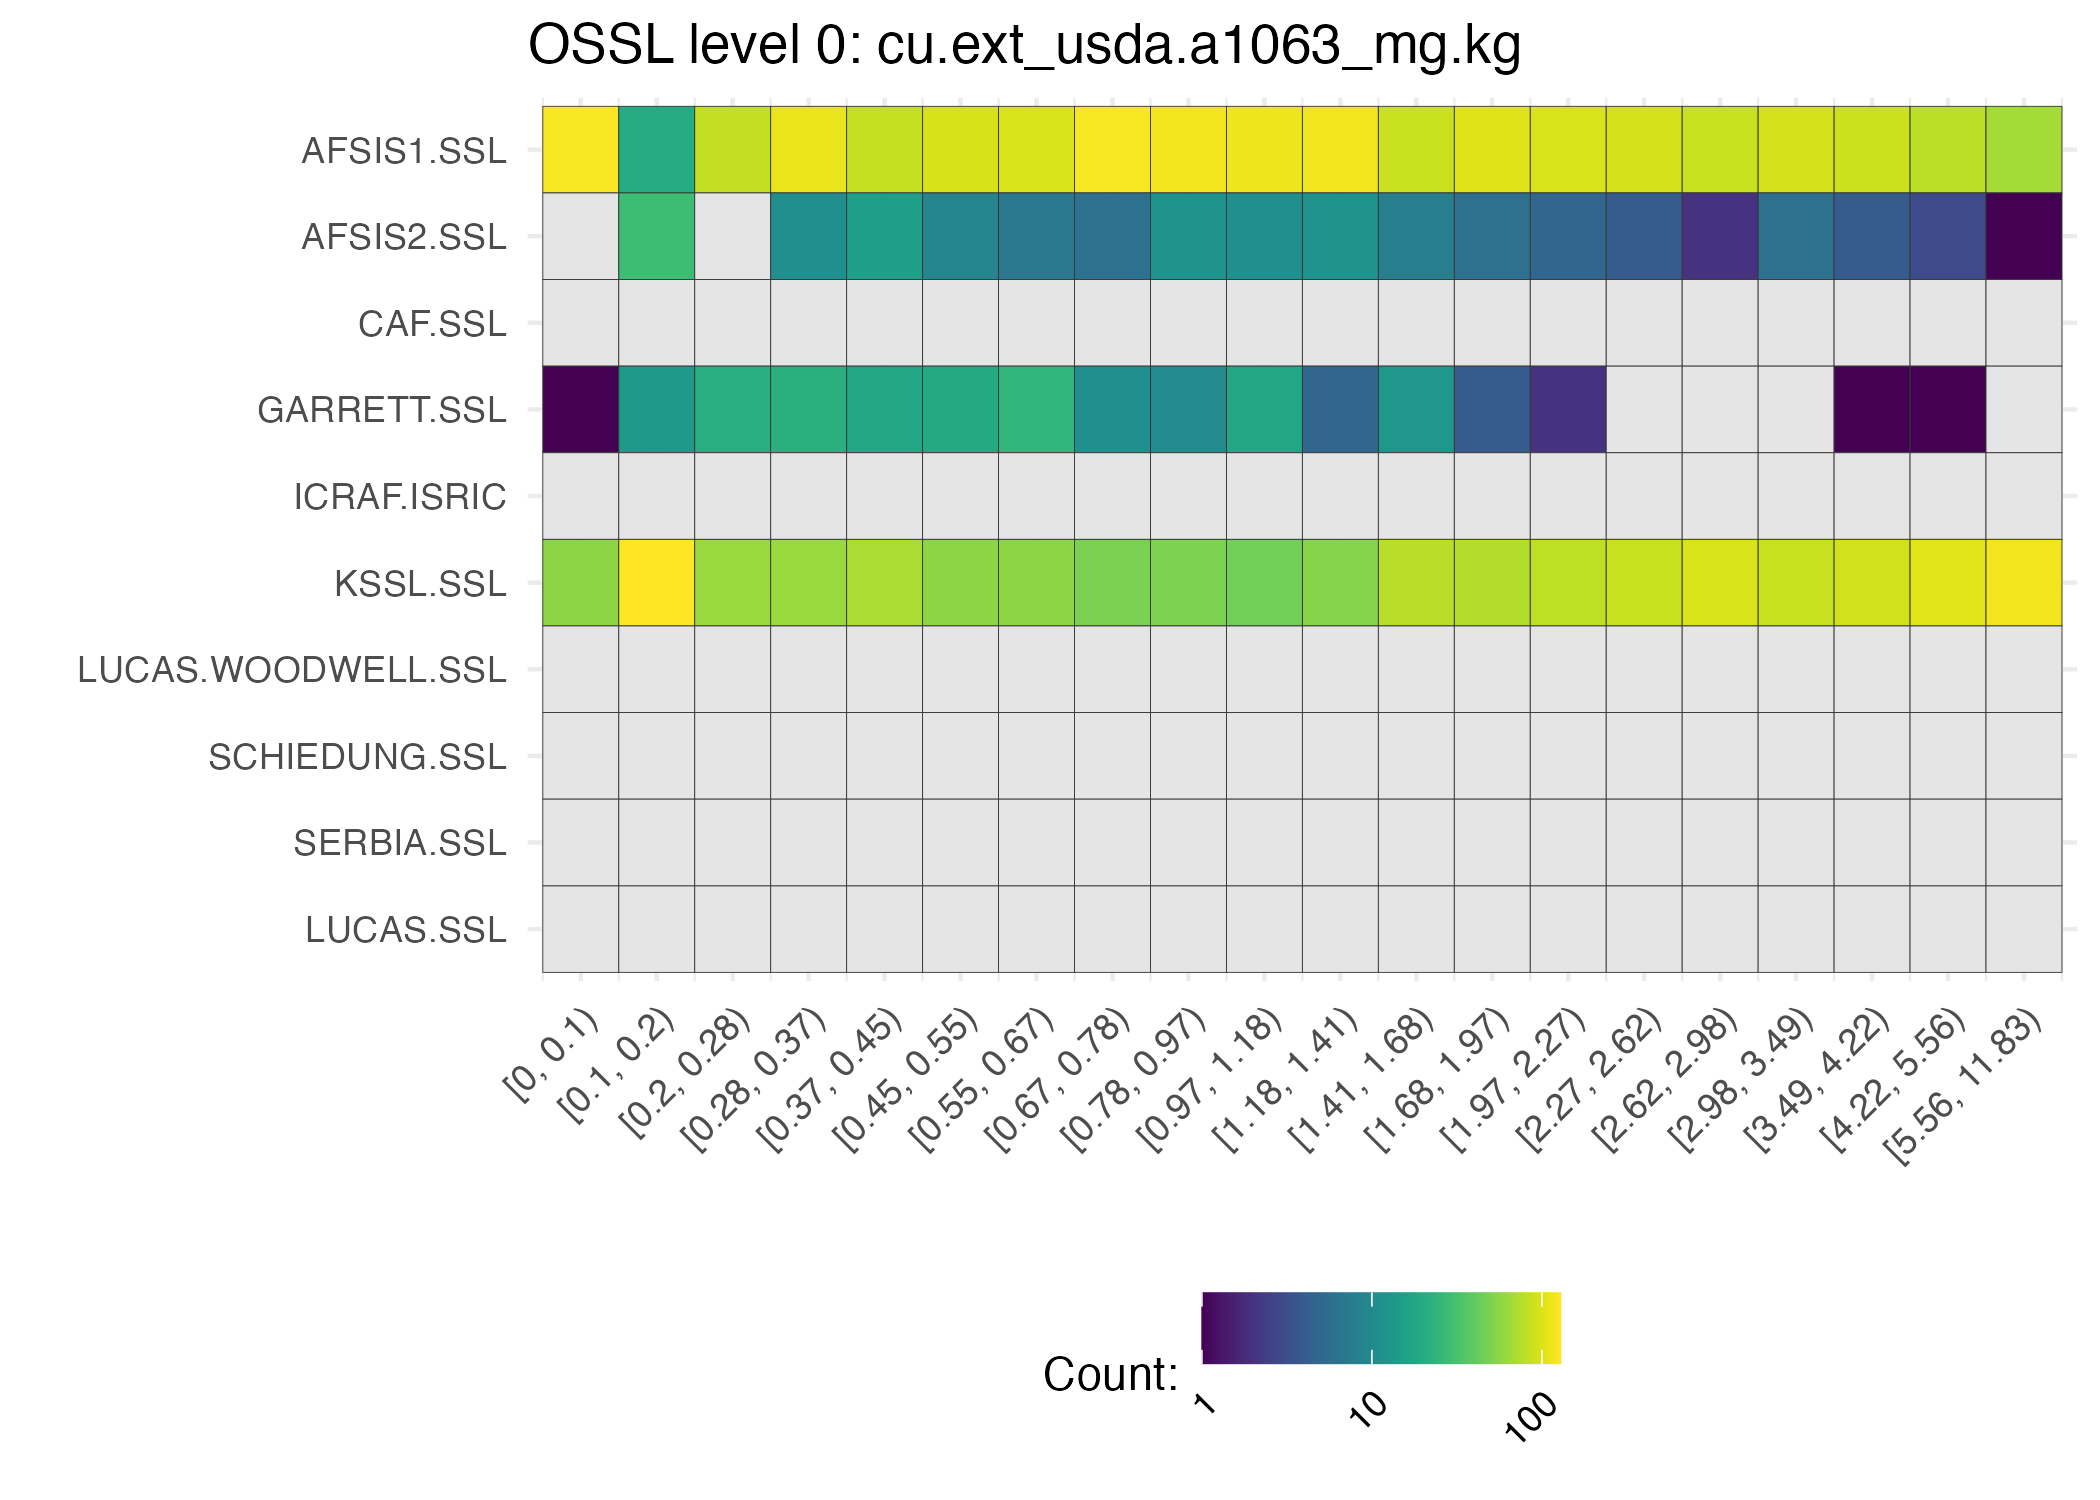 OSSL level 0: cu.ext_usda.a1063_mg.kg
AFSIS1.SSL
AFSIS2.SSL
CAF.SSL
GARRETT.SSL
ICRAF.ISRIC
KSSL.SSL
LUCAS.WOODWELL.SSL
SCHIEDUNG.SSL
SERBIA.SSL
LUCAS.SSL
[0, 0.1)
[0.1, 0.2)
[0.2, 0.28)
[0.28, 0.37)
[0.37, 0.45)
[0.45, 0.55)
[0.55, 0.67)
[0.67, 0.78)
[0.78, 0.97)
[0.97, 1.18)
[1.18, 1.41)
[1.41, 1.68)
[1.68, 1.97)
[1.97, 2.27)
[2.27, 2.62)
[2.62, 2.98)
[2.98, 3.49)
[3.49, 4.22)
[4.22, 5.56)
[5.56, 11.83)
Count:
1
10
100